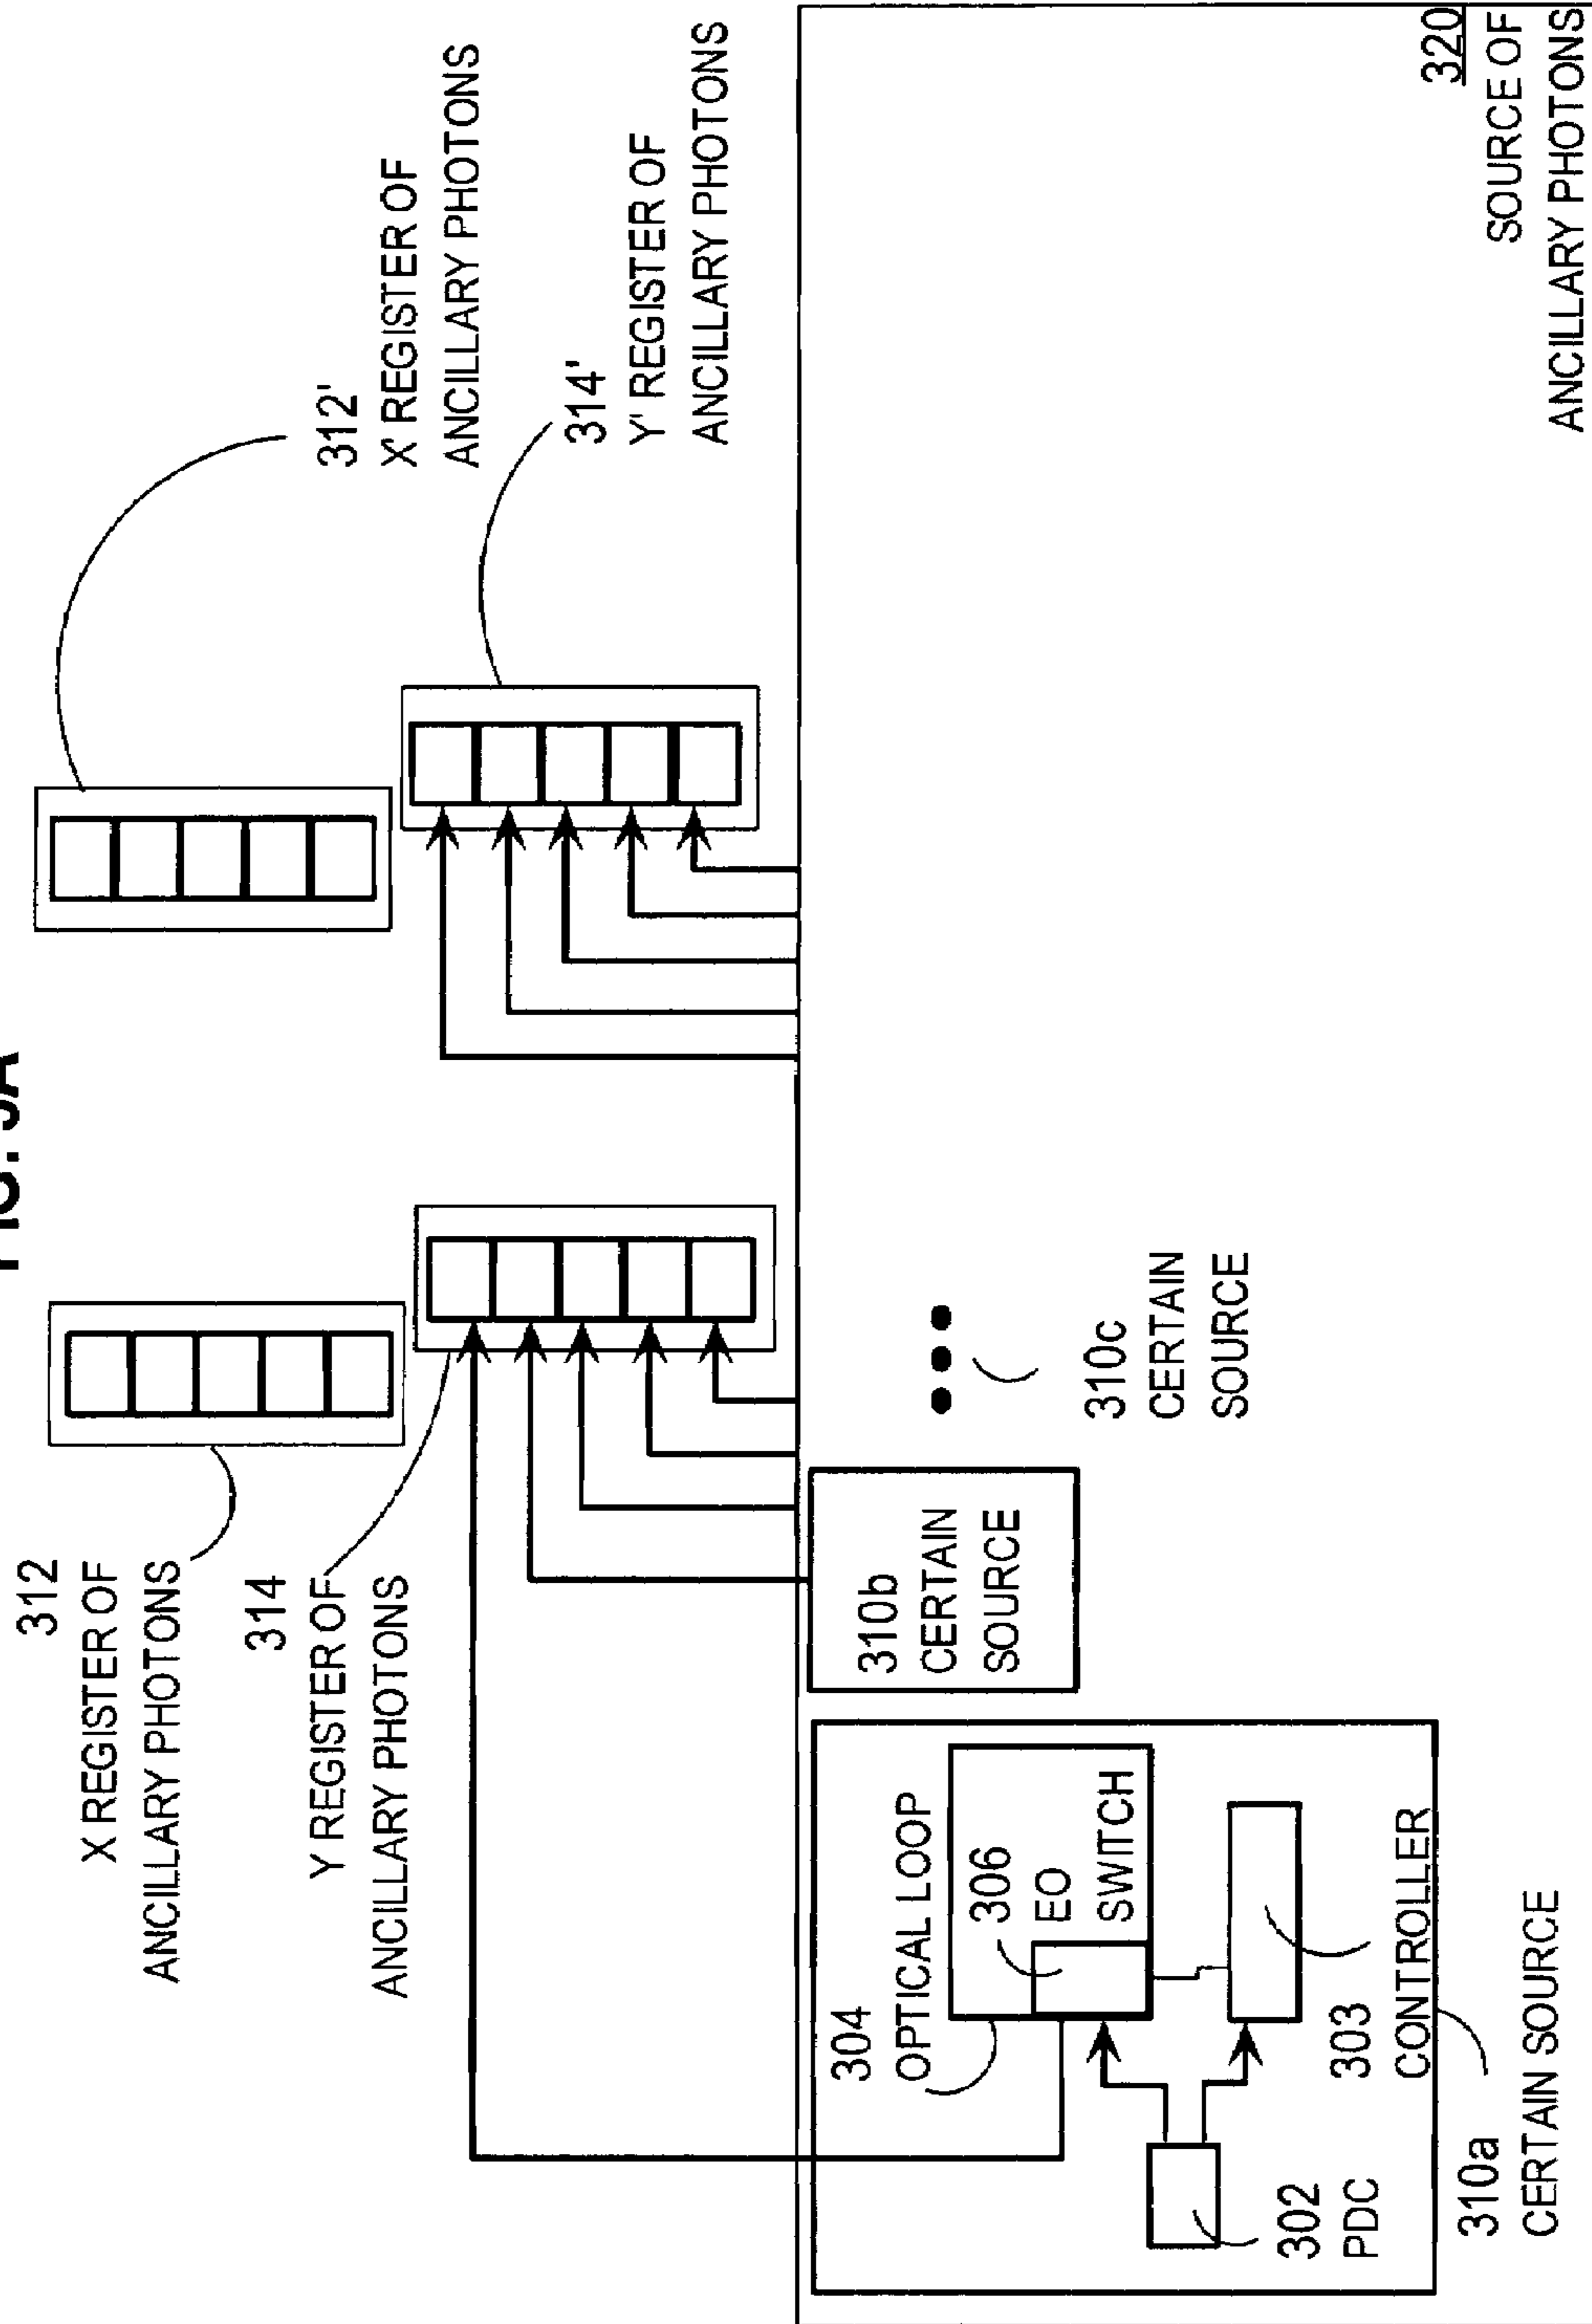 FIG. 3A
312
X REGISTER OF
ANCILLARY PHOTONS
314
Y REGISTER OF
ANCILLARY PHOTONS
312'
X' REGISTER OF
ANCILLARY PHOTONS
314'
Y' REGISTER OF
ANCILLARY PHOTONS
304
OPTICAL LOOP
306
EO
SWITCH
302
PDC
303
CONTROLLER
310a
CERTAIN SOURCE
310b
CERTAIN
SOURCE
310c
CERTAIN
SOURCE
320
SOURCE OF
ANCILLARY PHOTONS